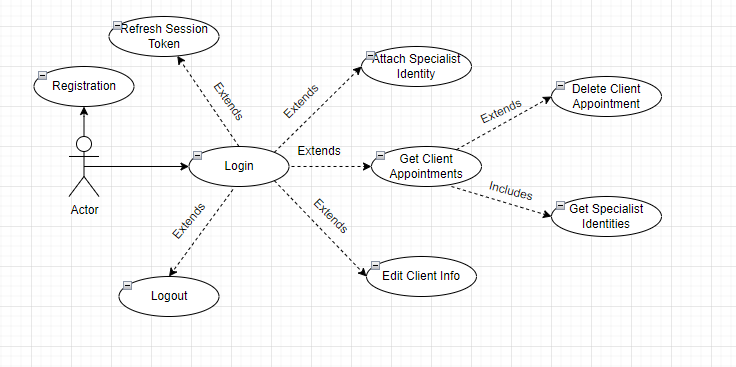 Refresh Session
Token
Attach Specialist
Identity
Registration
Extends
Extends
Delete Client
Appointment
Extends
Login
Extends
Get Client
Appointments
Includes
Actor
Extends
Extends
Get Specialist
Identities
Logout
Edit Client Info